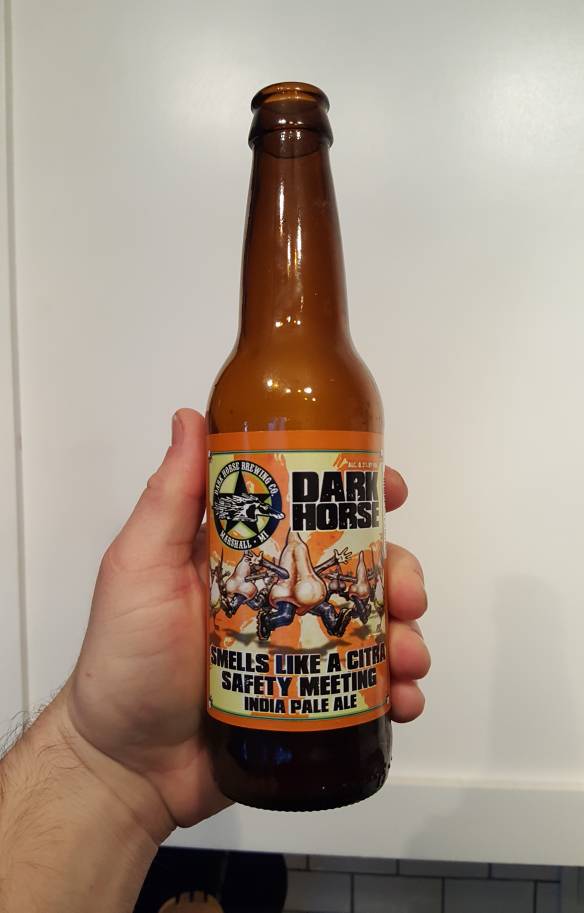 DARK HORSE BREWING CO.
MARSHALL • MI
DARK
HORSE
SMELLS LIKE A CITRA
SAFETY MEETING
INDIA PALE ALE